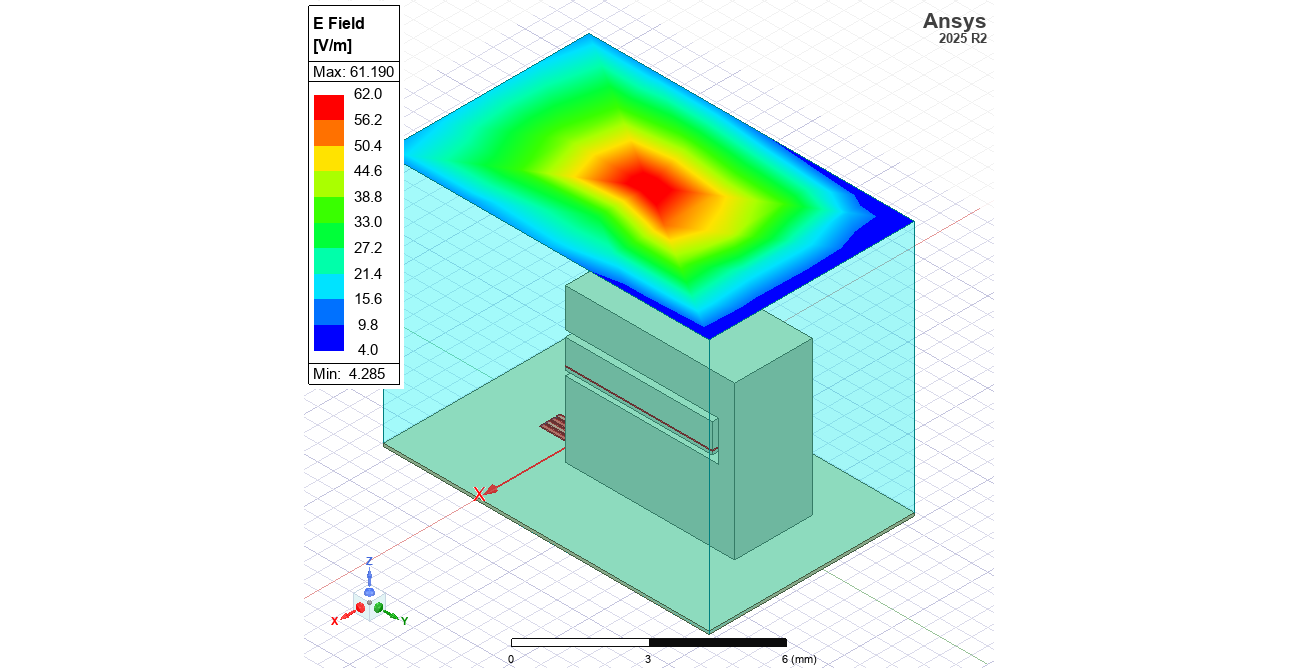 E Field
[V/m]
Max: 61.190
62.0
56.2
50.4
44.6
38.8
33.0
27.2
21.4
15.6
9.8
4.0
Min: 4.285
Ansys
2025 R2
X
Z
X
Y
0
3
6 (mm)